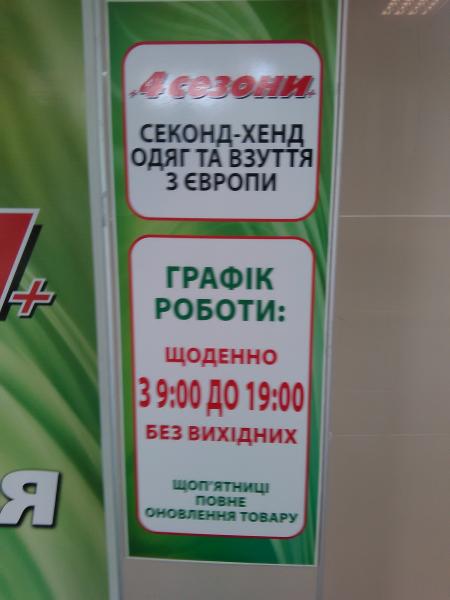 +4 сезони+
СЕКОНД-ХЕНД
ОДЯГ ТА ВЗУТТЯ
З ЄВРОПИ
ГРАФІК
РОБОТИ:
ЩОДЕННО
З 9:00 ДО 19:00
БЕЗ ВИХІДНИХ
ЩОП'ЯТНИЦІ
ПОВНЕ
ОНОВЛЕННЯ ТОВАРУ
+
я